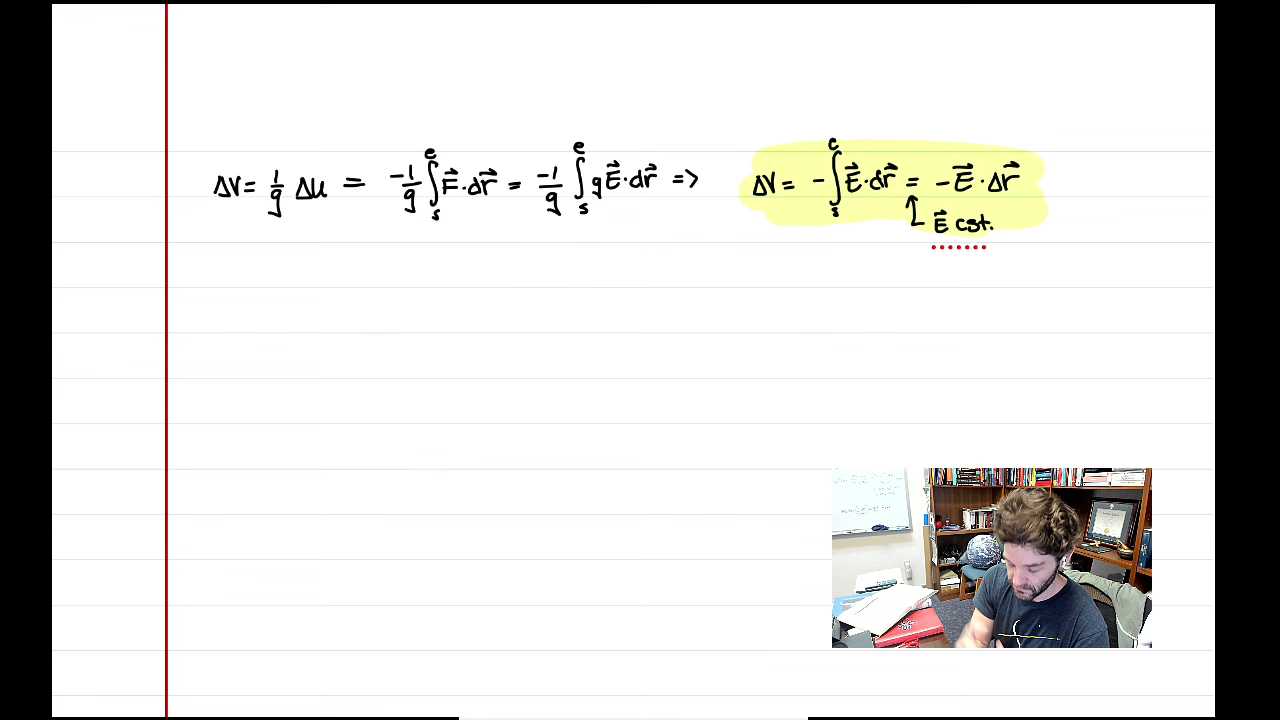 ΔV = 1/q ΔU = -1/q ∫ₛᵉ F⃗ · dr⃗ = -1/q ∫ₛᵉ qE⃗ · dr⃗ => ΔV = - ∫ₛᵉ E⃗ · dr⃗ = - E⃗ · Δr⃗
E⃗ cst.